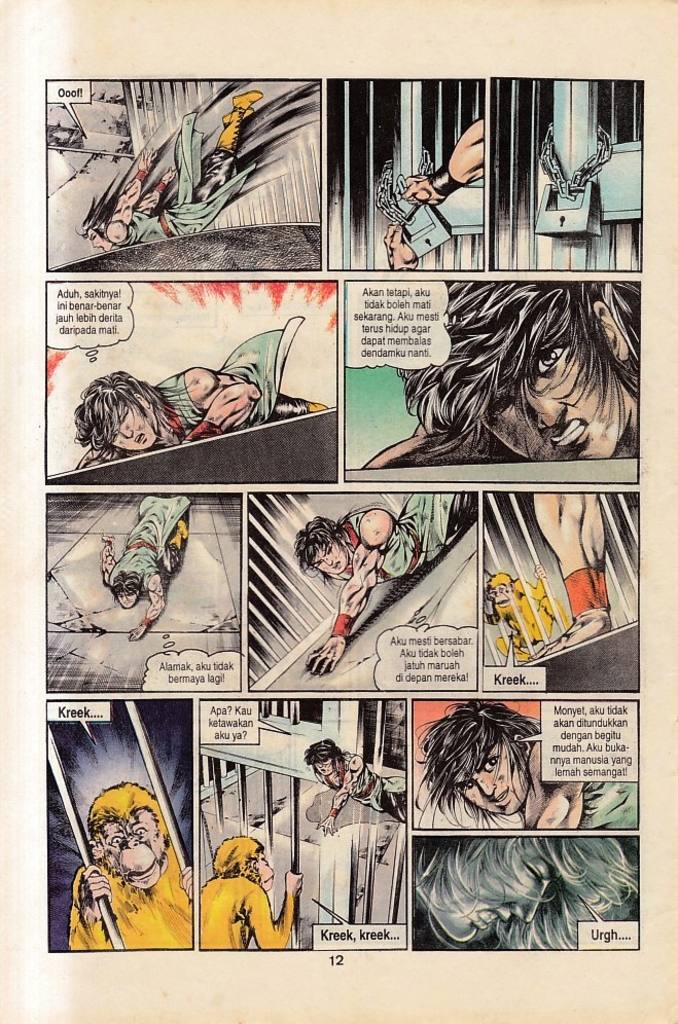 Ooof!
Aduh, sakitnya!
Ini benar-benar
jauh lebih derita
daripada mati.
Akan tetapi, aku
tidak boleh mati
sekarang. Aku mesti
terus hidup agar
dapat membalas
dendamku nanti.
Alamak, aku tidak
bermaya lagi!
Aku mesti bersabar.
Aku tidak boleh
jatuh maruah
di depan mereka!
Kreek....
Kreek....
Apa? Kau
ketawakan
aku ya?
Kreek, kreek...
Monyet, aku tidak
akan ditundukkan
dengan begitu
mudah. Aku buka-
nnya manusia yang
lemah semangat!
Urgh....
12